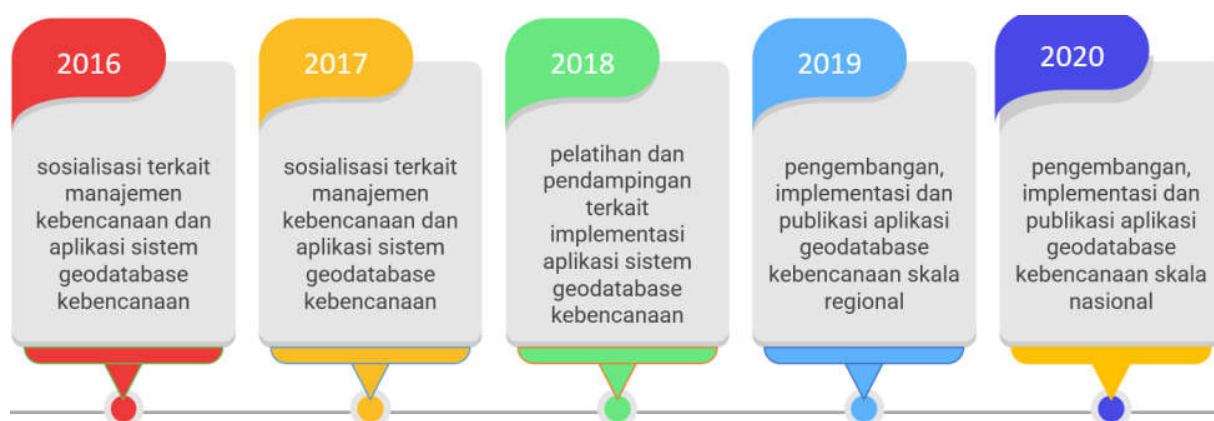 2016
sosialisasi terkait
manajemen
kebencanaan dan
aplikasi sistem
geodatabase
kebencanaan
2017
sosialisasi terkait
manajemen
kebencanaan dan
aplikasi sistem
geodatabase
kebencanaan
2018
pelatihan dan
pendampingan
terkait
implementasi
aplikasi sistem
geodatabase
kebencanaan
2019
pengembangan,
implementasi dan
publikasi aplikasi
geodatabase
kebencanaan skala
regional
2020
pengembangan,
implementasi dan
publikasi aplikasi
geodatabase
kebencanaan skala
nasional